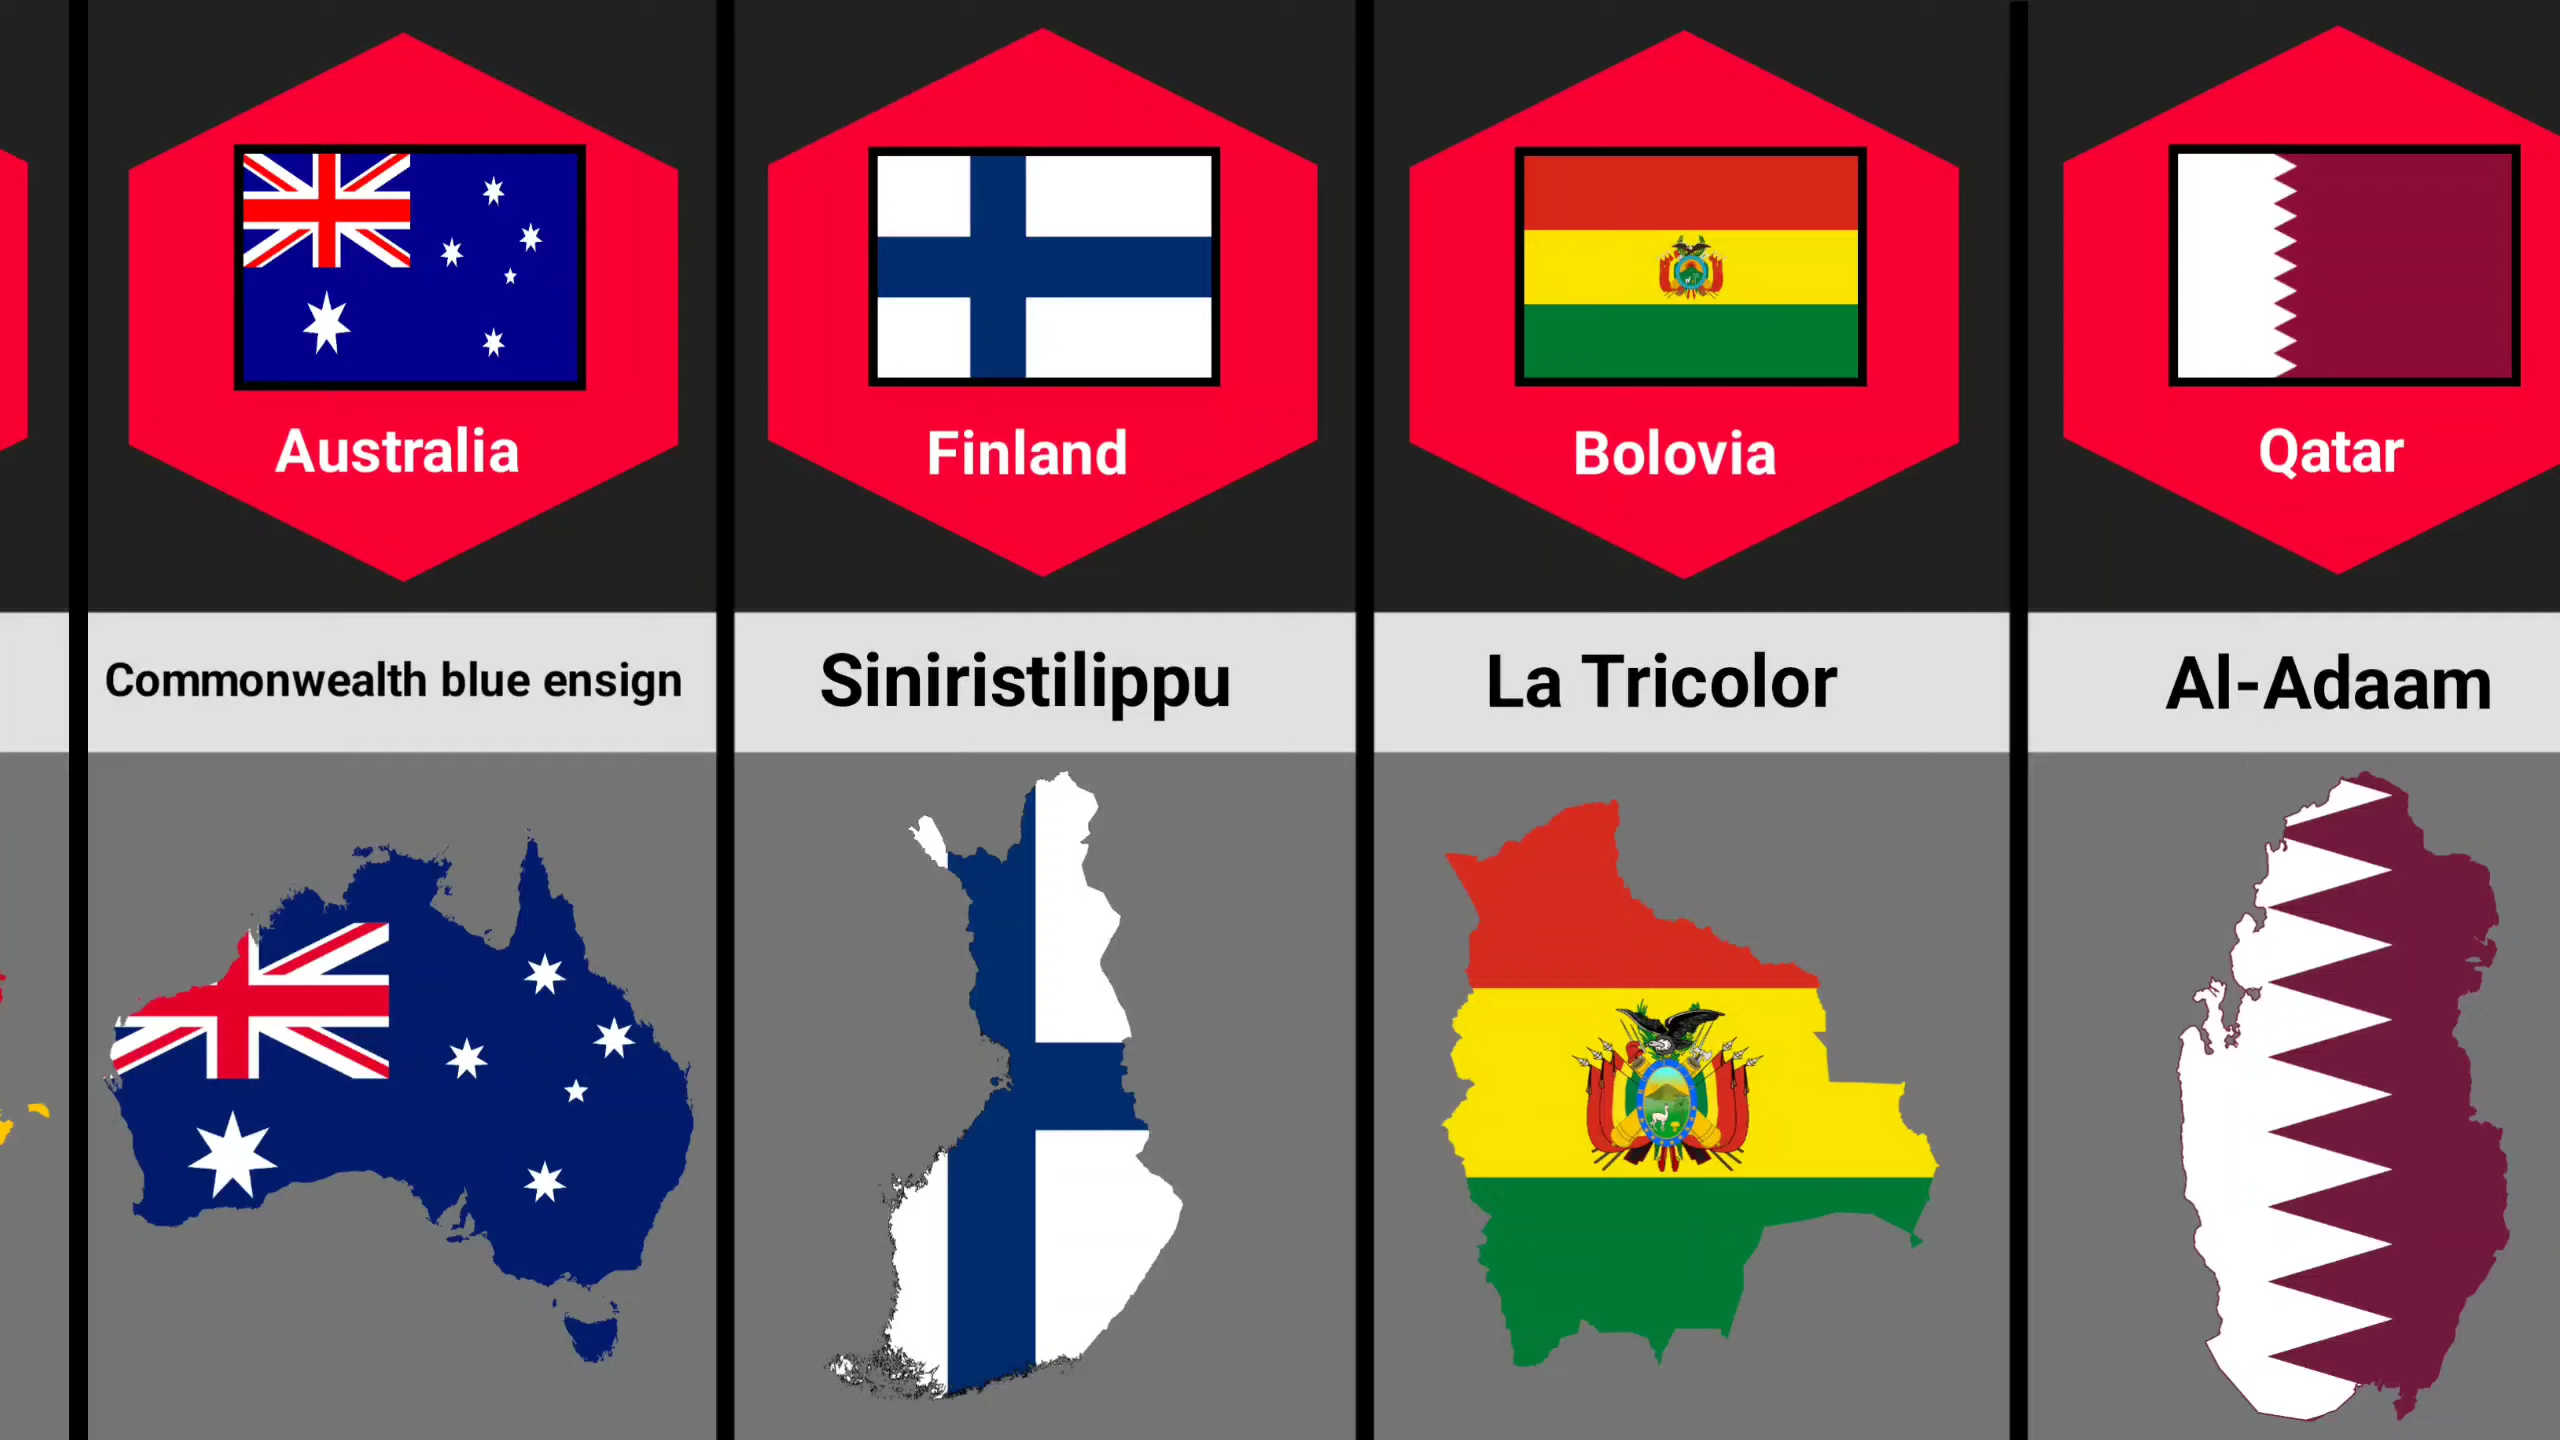 Australia
Finland
Bolovia
Qatar
Commonwealth blue ensign
Siniristilippu
La Tricolor
Al-Adaam